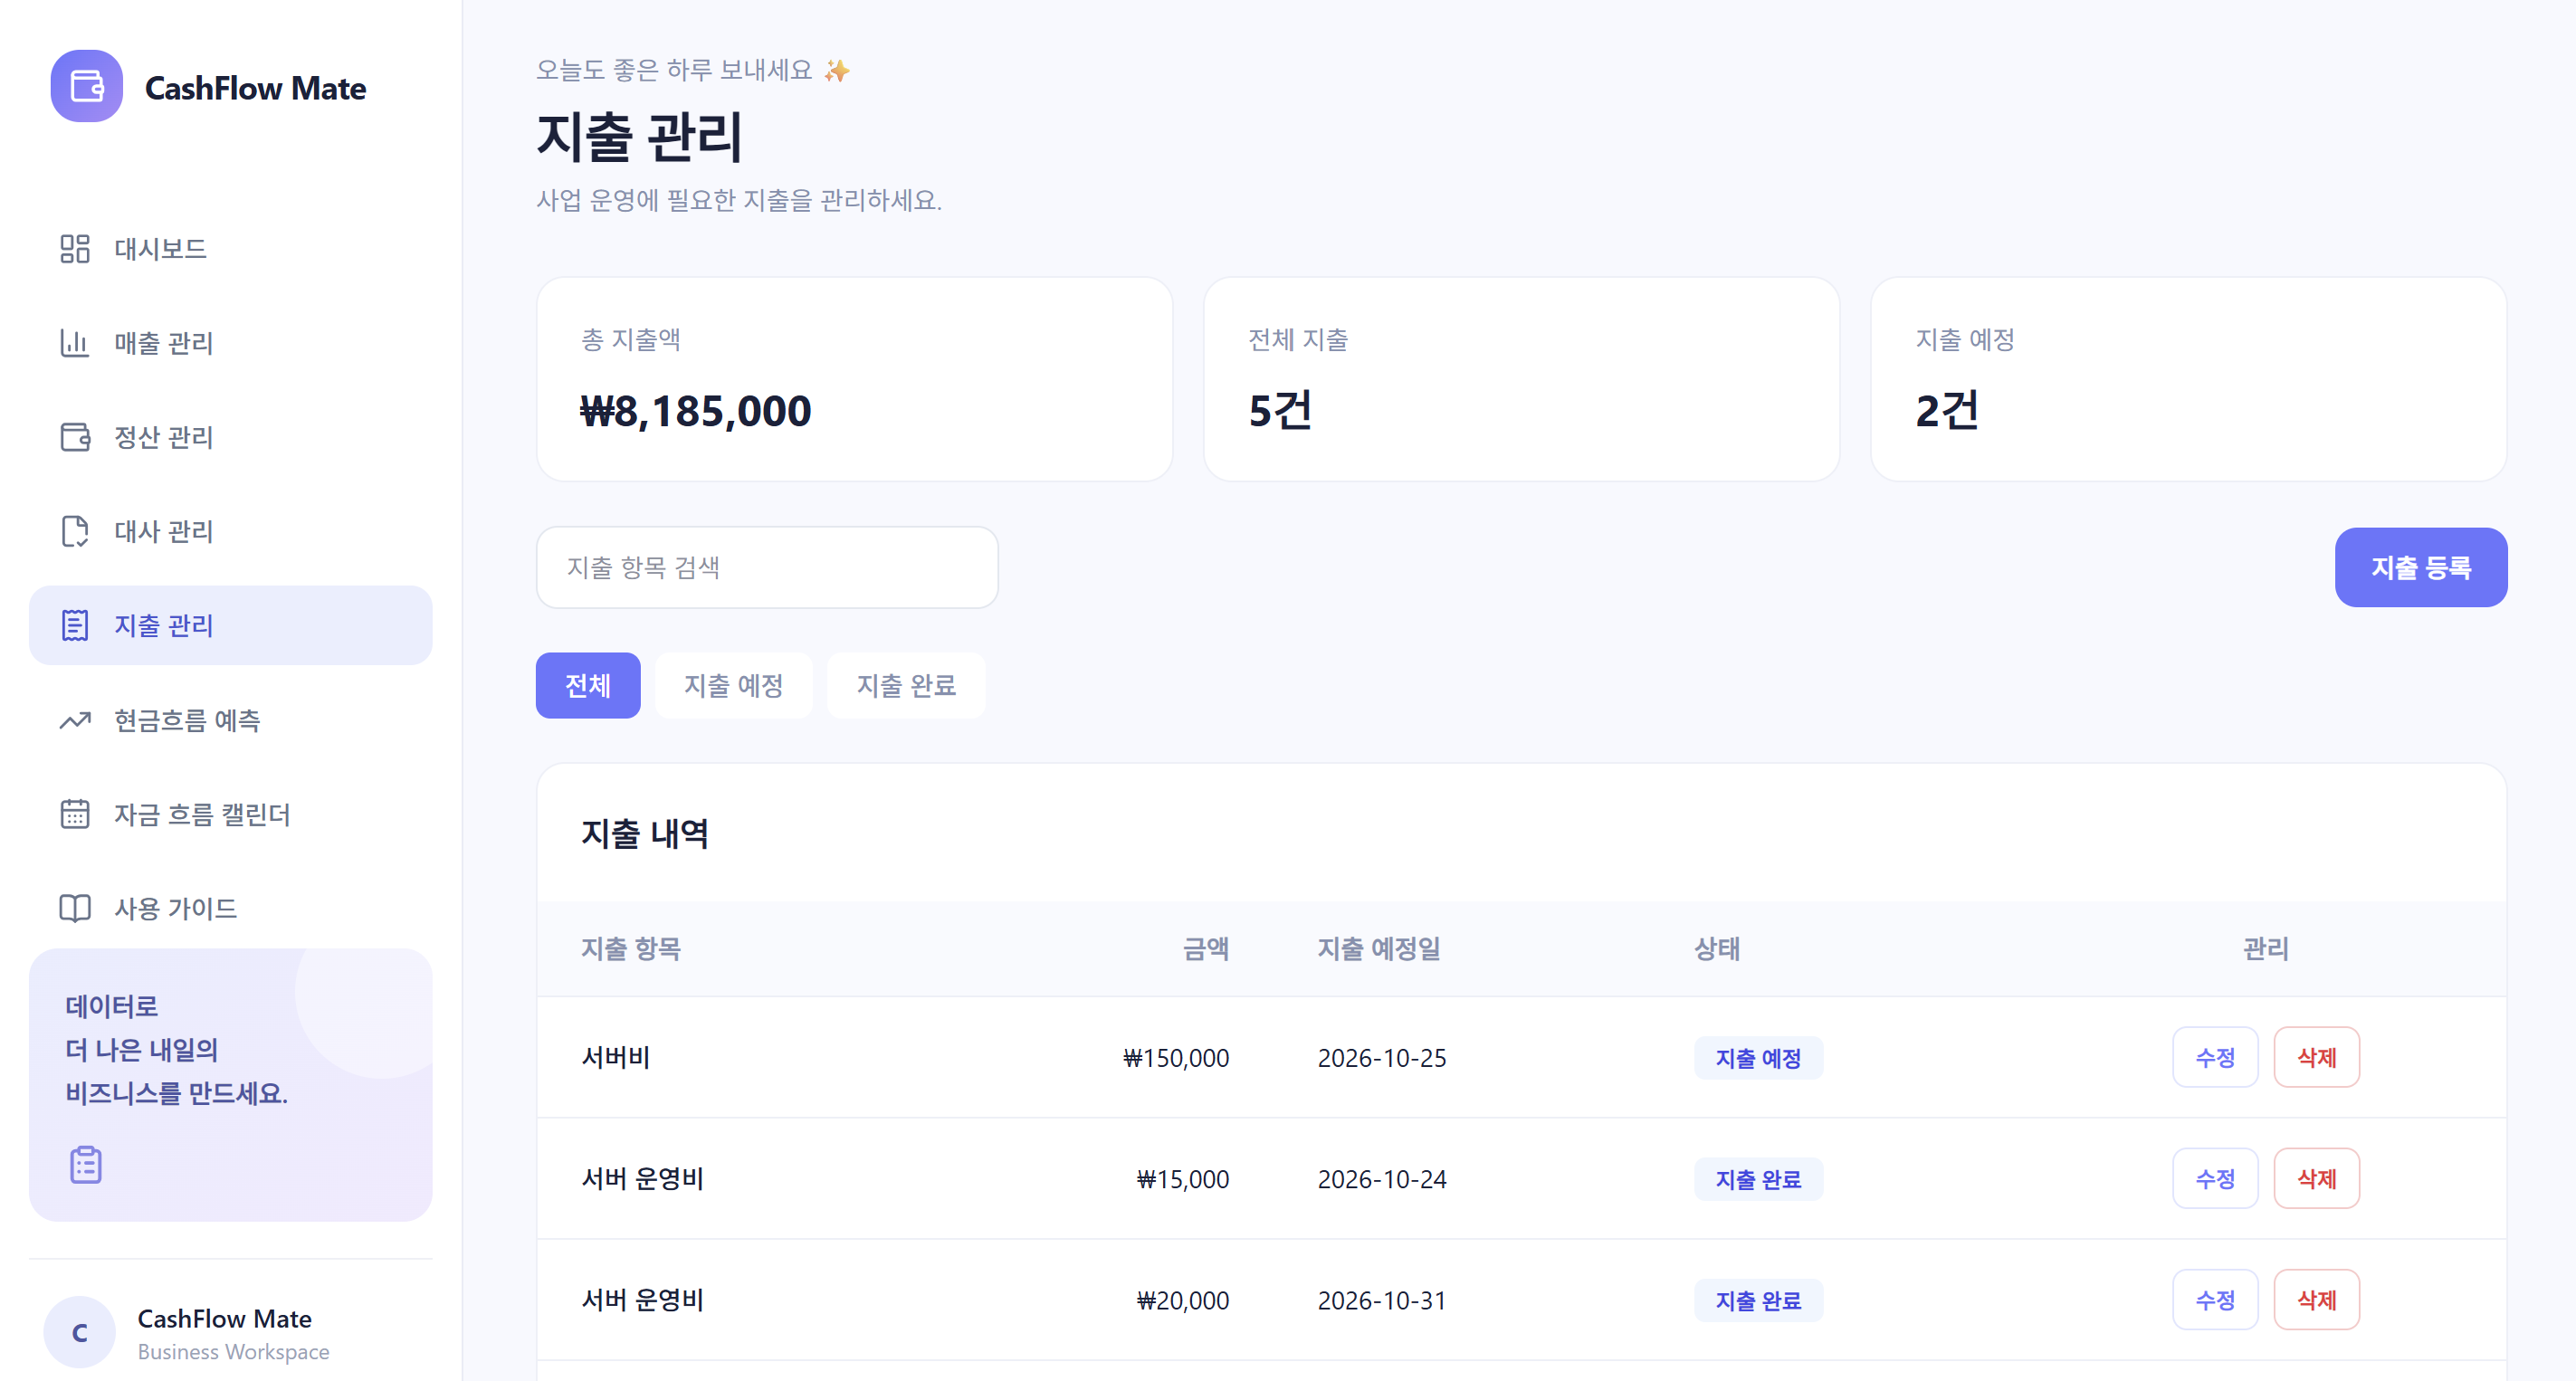 CashFlow Mate
대시보드
매출 관리
정산 관리
대사 관리
지출 관리
현금흐름 예측
자금 흐름 캘린더
사용 가이드
데이터로
더 나은 내일의
비즈니스를 만드세요.
C
CashFlow Mate
Business Workspace
오늘도 좋은 하루 보내세요 ✨
지출 관리
사업 운영에 필요한 지출을 관리하세요.
총 지출액
₩8,185,000
전체 지출
5건
지출 예정
2건
지출 항목 검색
지출 등록
전체 지출 예정 지출 완료
지출 내역
지출 항목 금액 지출 예정일 상태 관리
서버비 ₩150,000 2026-10-25 지출 예정 수정 삭제
서버 운영비 ₩15,000 2026-10-24 지출 완료 수정 삭제
서버 운영비 ₩20,000 2026-10-31 지출 완료 수정 삭제